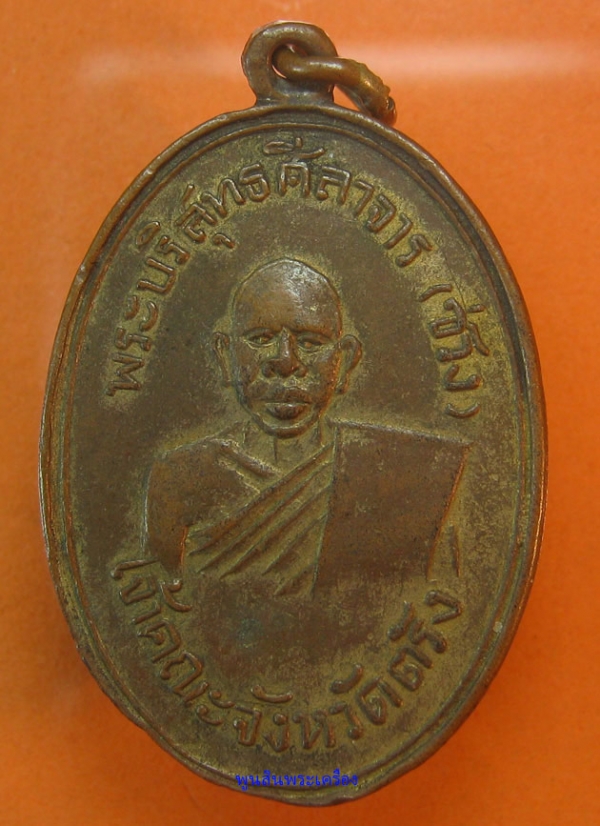 พระบริสุทธศีลาจาร (ช่วง)
เจ้าคณะจังหวัดตรัง
พูนสินพระเครื่อง